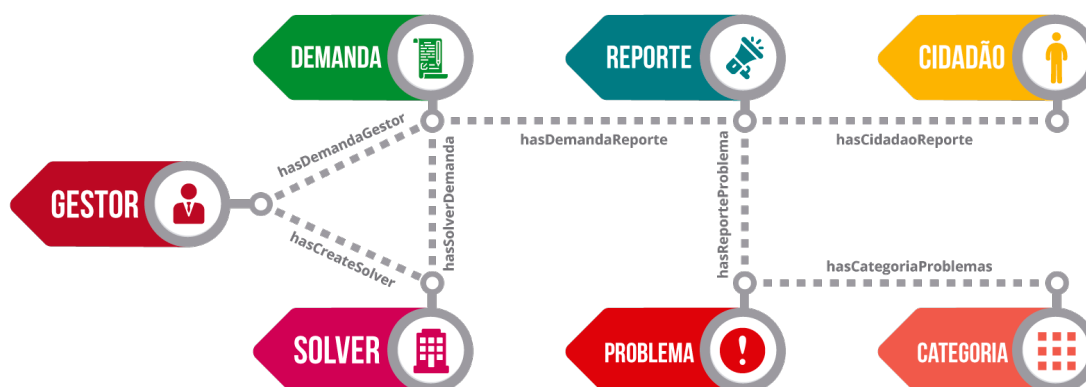 DEMANDA
REPORTE
CIDADÃO
hasDemandaGestor
hasDemandaReporte
hasCidadaoReporte
hasSolverDemanda
hasReporteProblema
GESTOR
hasCreateSolver
hasCategoriaProblemas
SOLVER
PROBLEMA
CATEGORIA